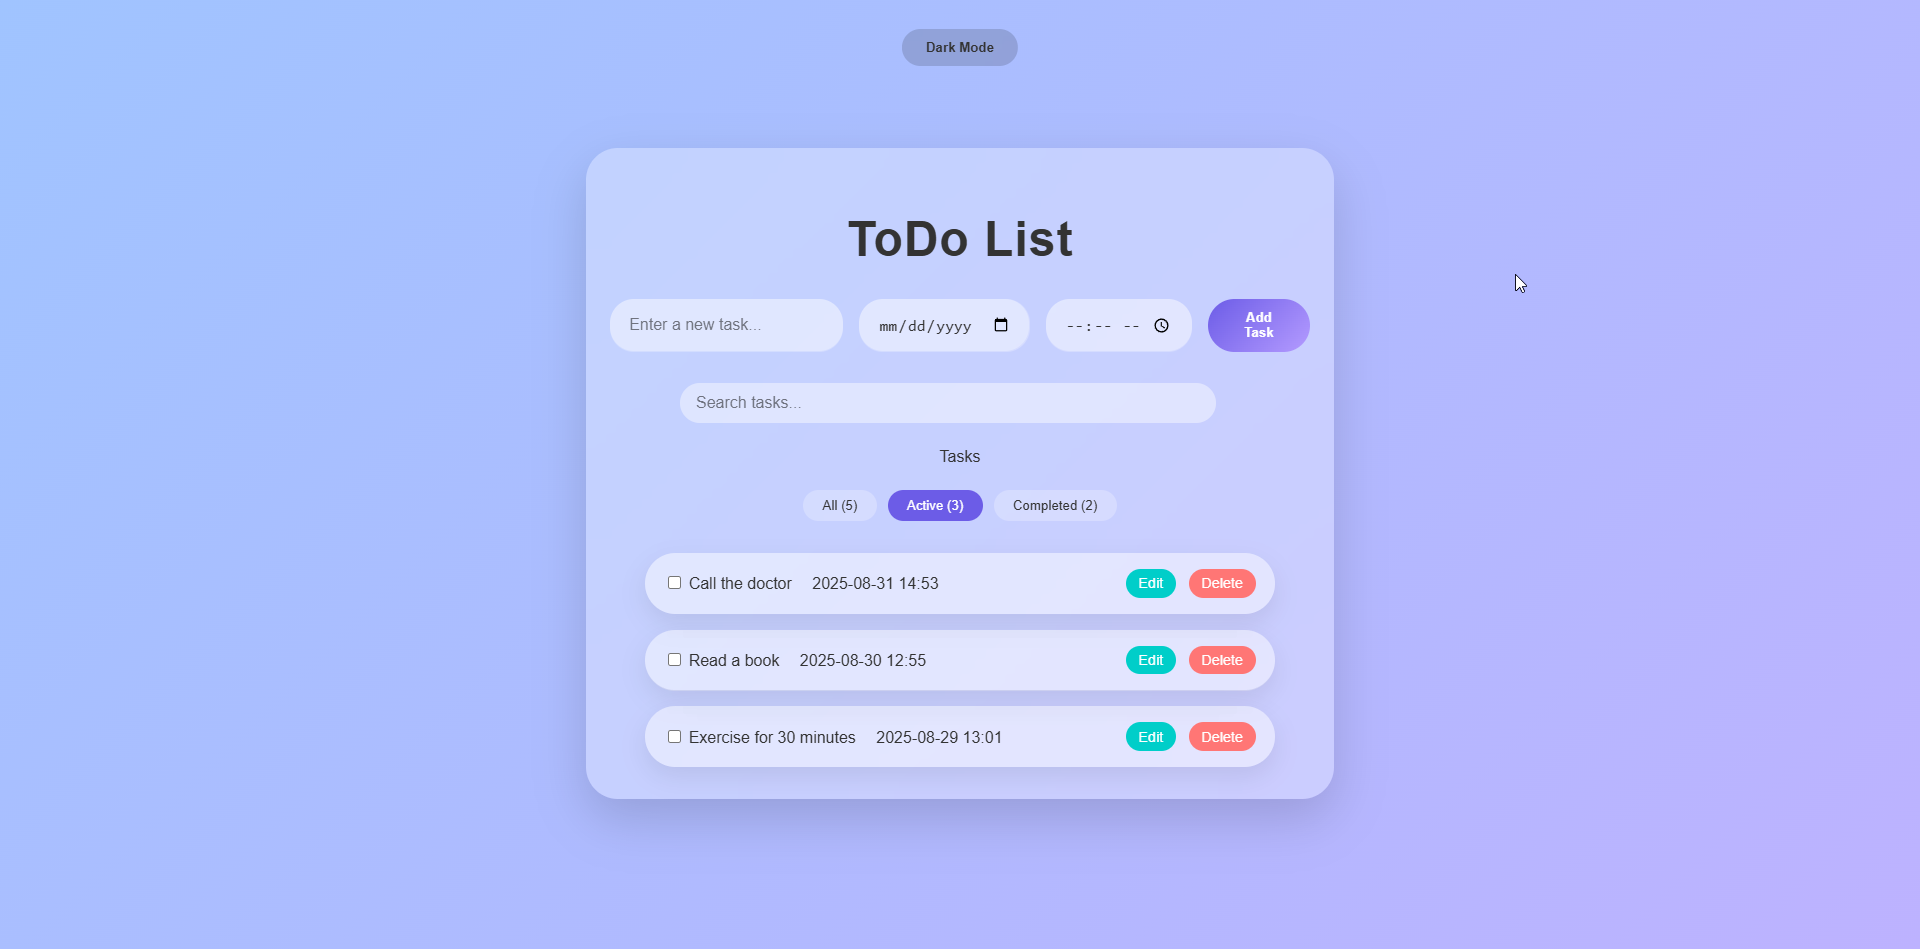 Dark Mode
ToDo List
Enter a new task...
mm/dd/yyyy
--:-- --
Add
Task
Search tasks...
Tasks
All (5) Active (3) Completed (2)
Call the doctor 2025-08-31 14:53 Edit Delete
Read a book 2025-08-30 12:55 Edit Delete
Exercise for 30 minutes 2025-08-29 13:01 Edit Delete